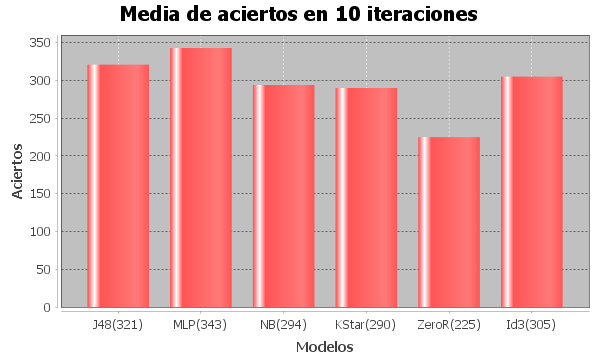 Media de aciertos en 10 iteraciones
350
300
250
200
150
100
50
0
Aciertos
J48(321) MLP(343) NB(294) KStar(290) ZeroR(225) Id3(305)
Modelos